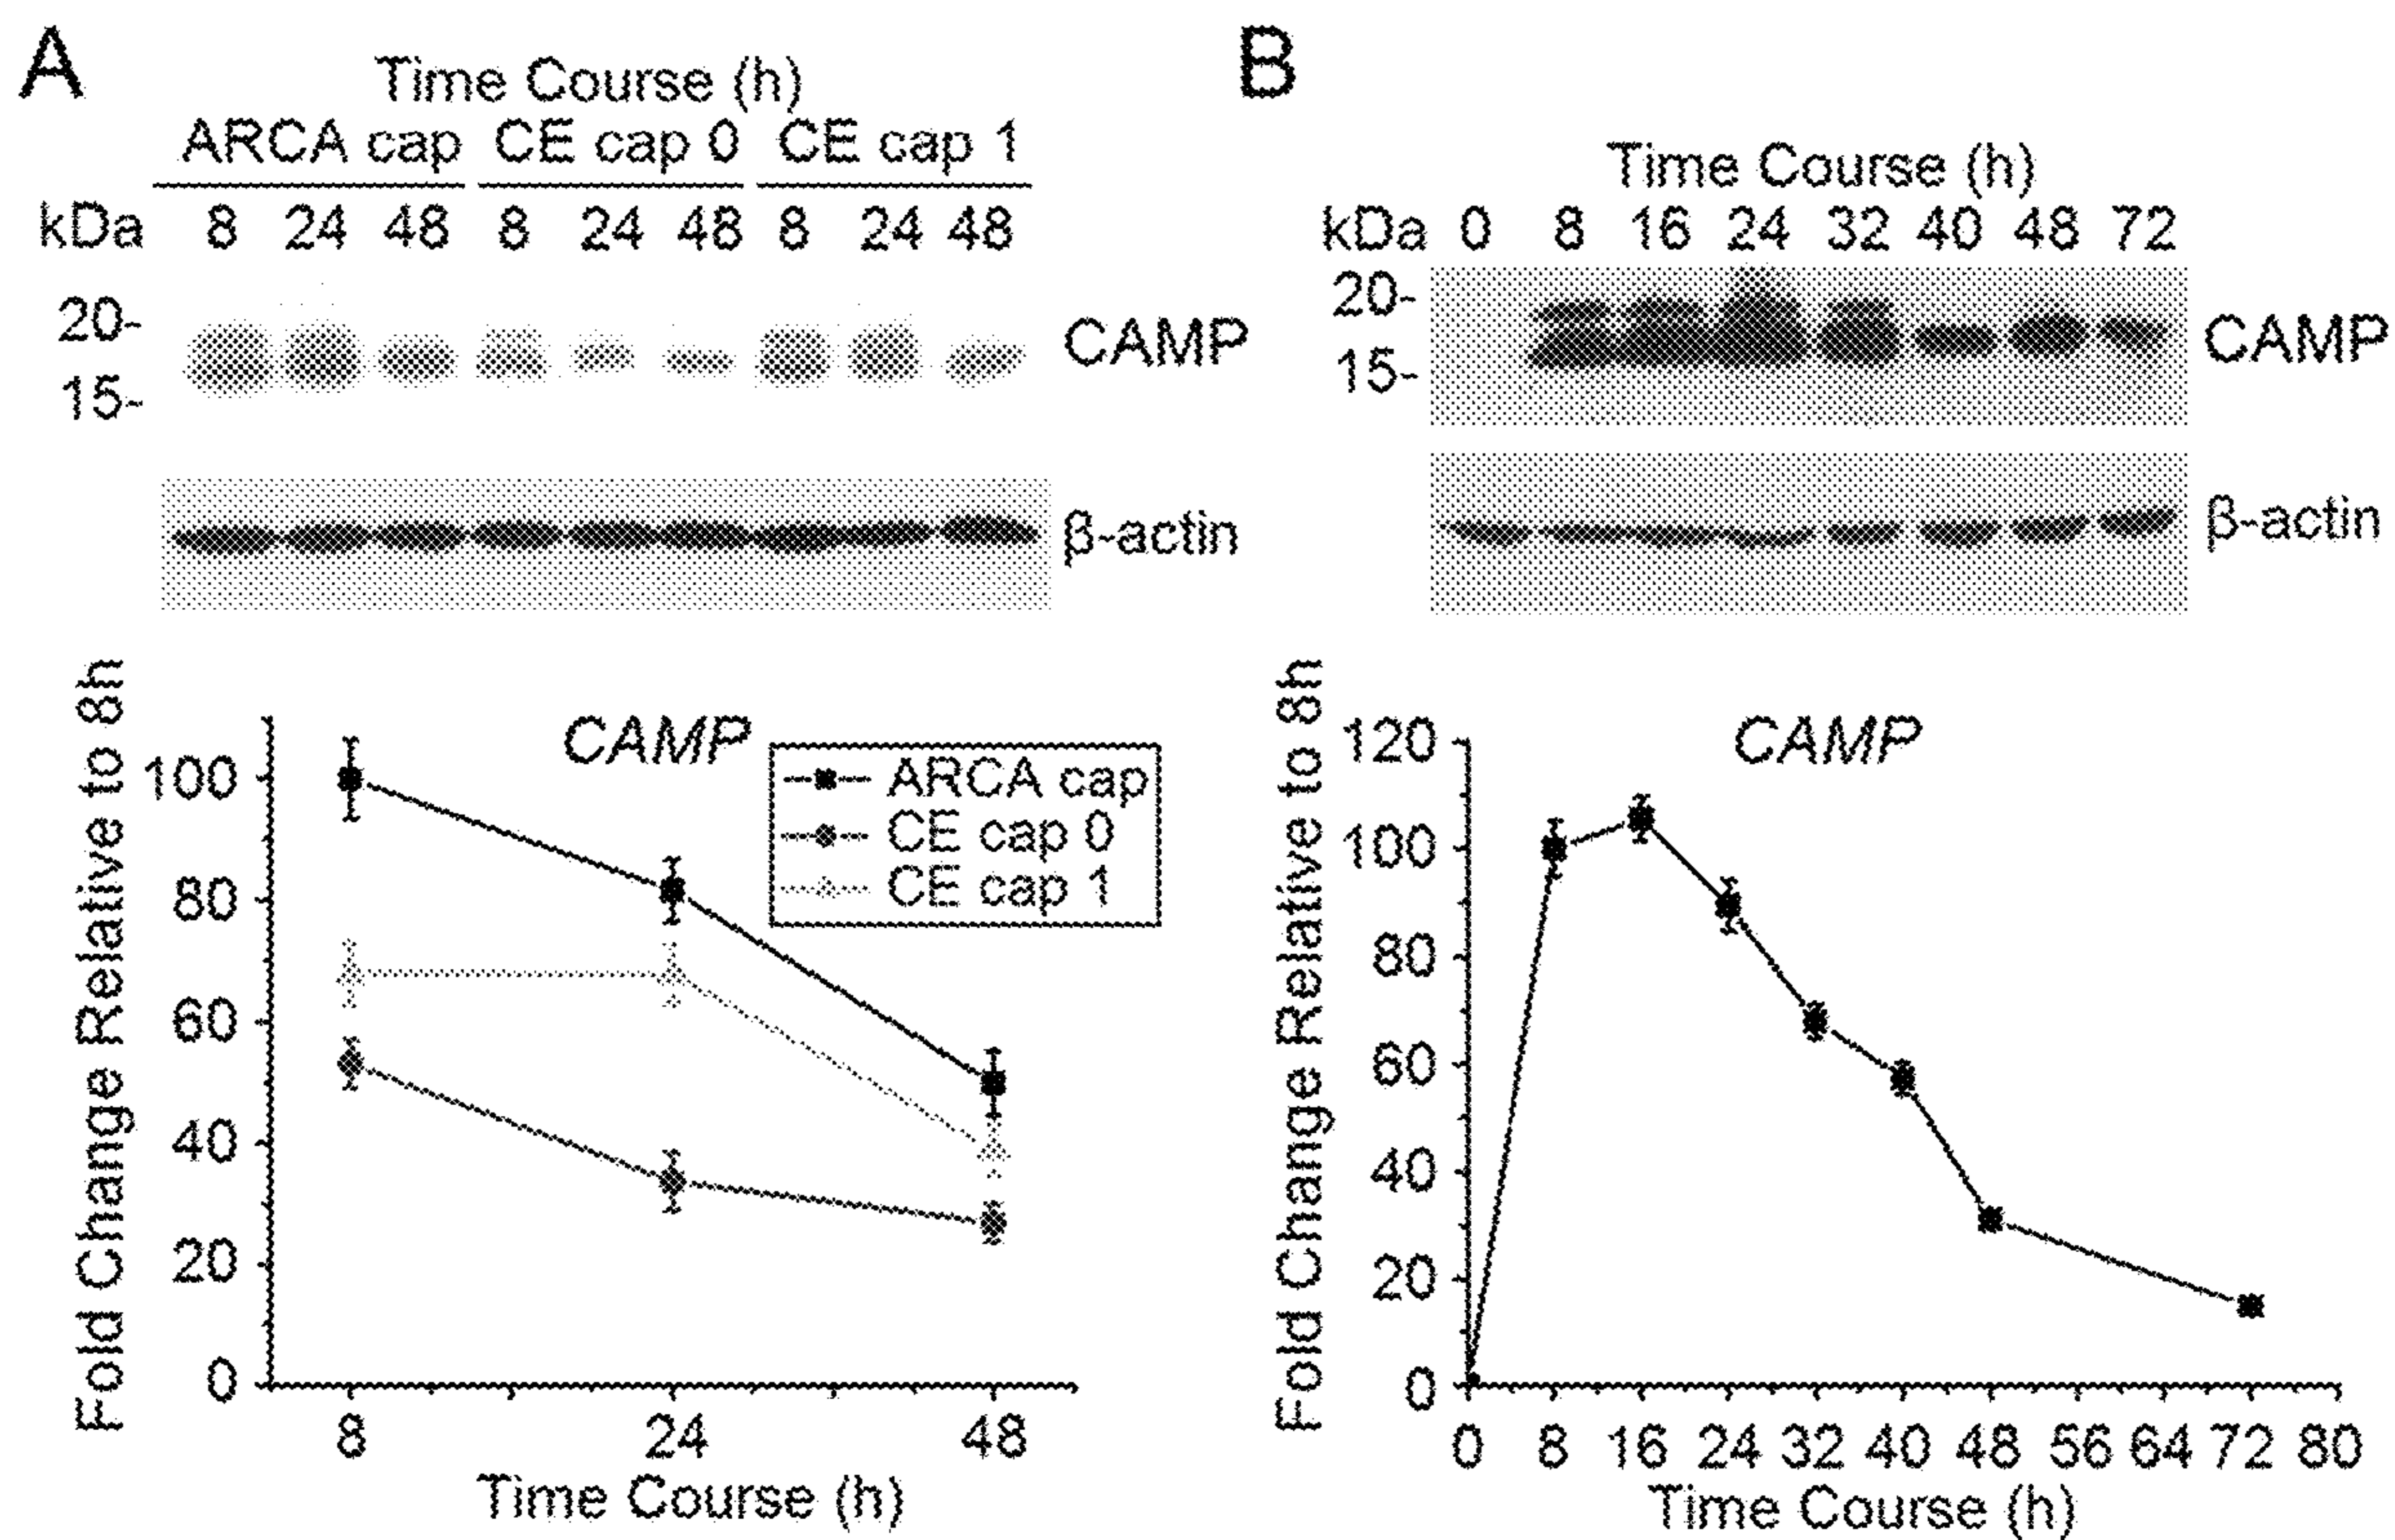 A
Time Course (h)
ARCA cap CE cap 0 CE cap 1
kDa 8 24 48 8 24 48 8 24 48
20-
CAMP
15-
β-actin
Fold Change Relative to 8h
CAMP
ARCA cap
CE cap 0
CE cap 1
100
80
60
40
20
0
8 24 48
Time Course (h)
B
Time Course (h)
kDa 0 8 16 24 32 40 48 72
20-
CAMP
15-
β-actin
Fold Change Relative to 8h
CAMP
120
100
80
60
40
20
0
0 8 16 24 32 40 48 56 64 72 80
Time Course (h)